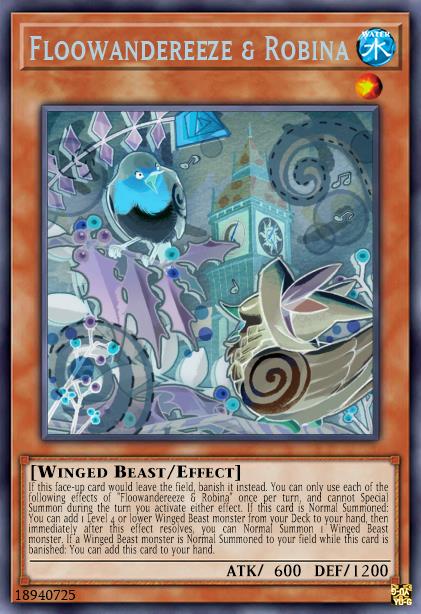 FLOOWANDEREEZE & ROBINA
WATER
水
[WINGED BEAST/EFFECT]
If this face-up card would leave the field, banish it instead. You can only use each of the
following effects of "Floowandereeze & Robina" once per turn, and cannot Special
Summon during the turn you activate either effect. If this card is Normal Summoned:
You can add 1 Level 4 or lower Winged Beast monster from your Deck to your hand, then
immediately after this effect resolves, you can Normal Summon 1 Winged Beast
monster. If a Winged Beast monster is Normal Summoned to your field while this card is
banished: You can add this card to your hand.
ATK/ 600 DEF/1200
18940725